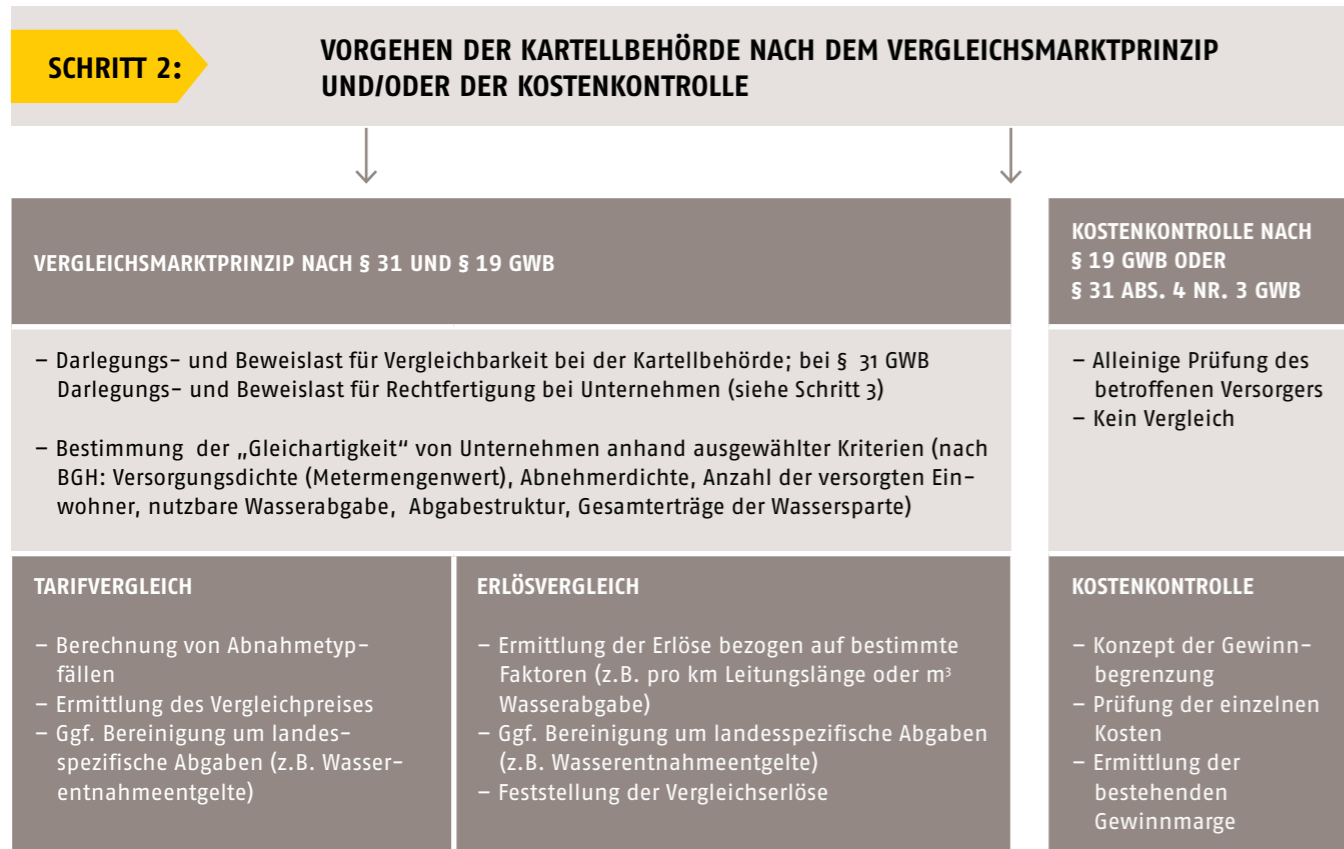 SCHRITT 2:
VORGEHEN DER KARTELLBEHÖRDE NACH DEM VERGLEICHSMARKTPRINZIP
UND/ODER DER KOSTENKONTROLLE
VERGLEICHSMARKTPRINZIP NACH § 31 UND § 19 GWB
– Darlegungs- und Beweislast für Vergleichbarkeit bei der Kartellbehörde; bei § 31 GWB
Darlegungs- und Beweislast für Rechtfertigung bei Unternehmen (siehe Schritt 3)
– Bestimmung der „Gleichartigkeit“ von Unternehmen anhand ausgewählter Kriterien (nach
BGH: Versorgungsdichte (Metermengenwert), Abnehmerdichte, Anzahl der versorgten Ein-
wohner, nutzbare Wasserabgabe, Abgabestruktur, Gesamterträge der Wassersparte)
TARIFVERGLEICH
– Berechnung von Abnahmetyp-
fällen
– Ermittlung des Vergleichpreises
– Ggf. Bereinigung um landes-
spezifische Abgaben (z.B. Wasser-
entnahmeentgelte)
ERLÖSVERGLEICH
– Ermittlung der Erlöse bezogen auf bestimmte
Faktoren (z.B. pro km Leitungslänge oder m³
Wasserabgabe)
– Ggf. Bereinigung um landesspezifische Abgaben
(z.B. Wasserentnahmeentgelte)
– Feststellung der Vergleichserlöse
KOSTENKONTROLLE NACH
§ 19 GWB ODER
§ 31 ABS. 4 NR. 3 GWB
– Alleinige Prüfung des
betroffenen Versorgers
– Kein Vergleich
KOSTENKONTROLLE
– Konzept der Gewinn-
begrenzung
– Prüfung der einzelnen
Kosten
– Ermittlung der
bestehenden
Gewinnmarge